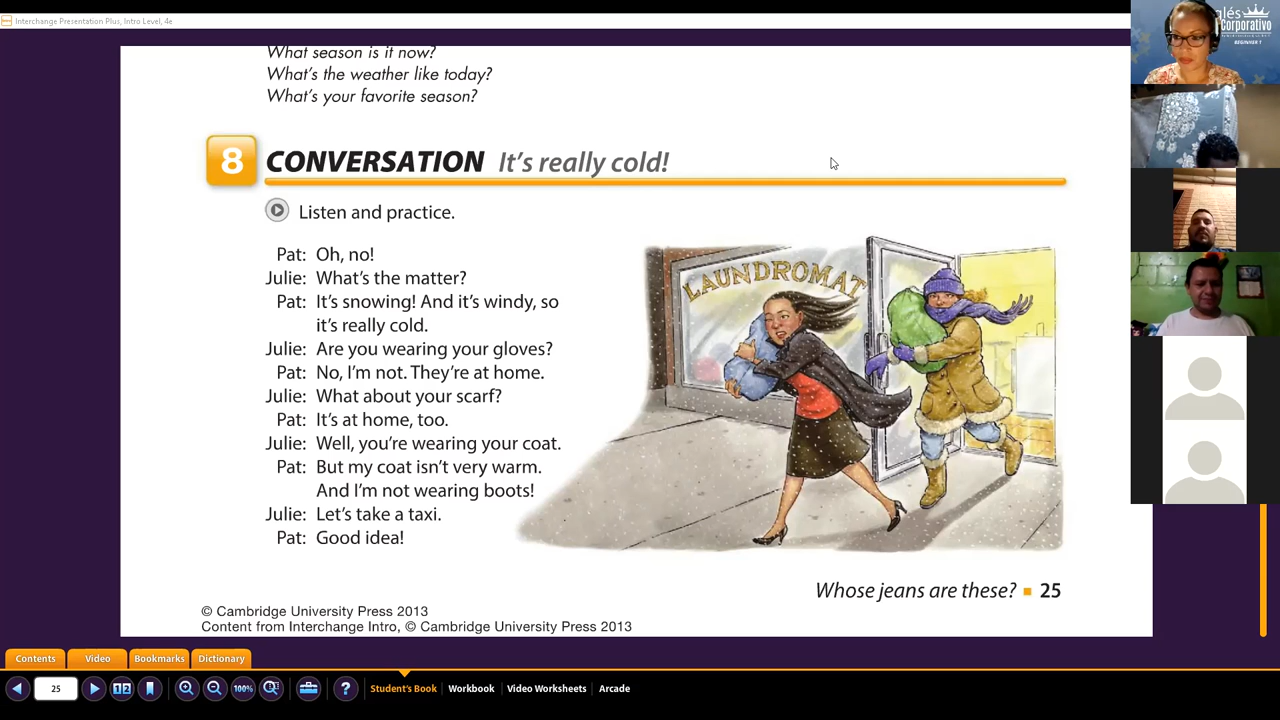 Interchange Presentation Plus, Intro Level, 4e
glés
Corporativo
BEGINNER 1
What season is it now?
What's the weather like today?
What's your favorite season?
8 CONVERSATION It's really cold!
Listen and practice.
Pat: Oh, no!
Julie: What's the matter?
Pat: It's snowing! And it's windy, so
it's really cold.
Julie: Are you wearing your gloves?
Pat: No, I'm not. They're at home.
Julie: What about your scarf?
Pat: It's at home, too.
Julie: Well, you're wearing your coat.
Pat: But my coat isn't very warm.
And I'm not wearing boots!
Julie: Let's take a taxi.
Pat: Good idea!
LAUNDROMAT
Whose jeans are these? ■ 25
© Cambridge University Press 2013
Content from Interchange Intro, © Cambridge University Press 2013
Contents Video Bookmarks Dictionary
25 1 2 100% ? Student's Book Workbook Video Worksheets Arcade